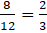 8/12 = 2/3